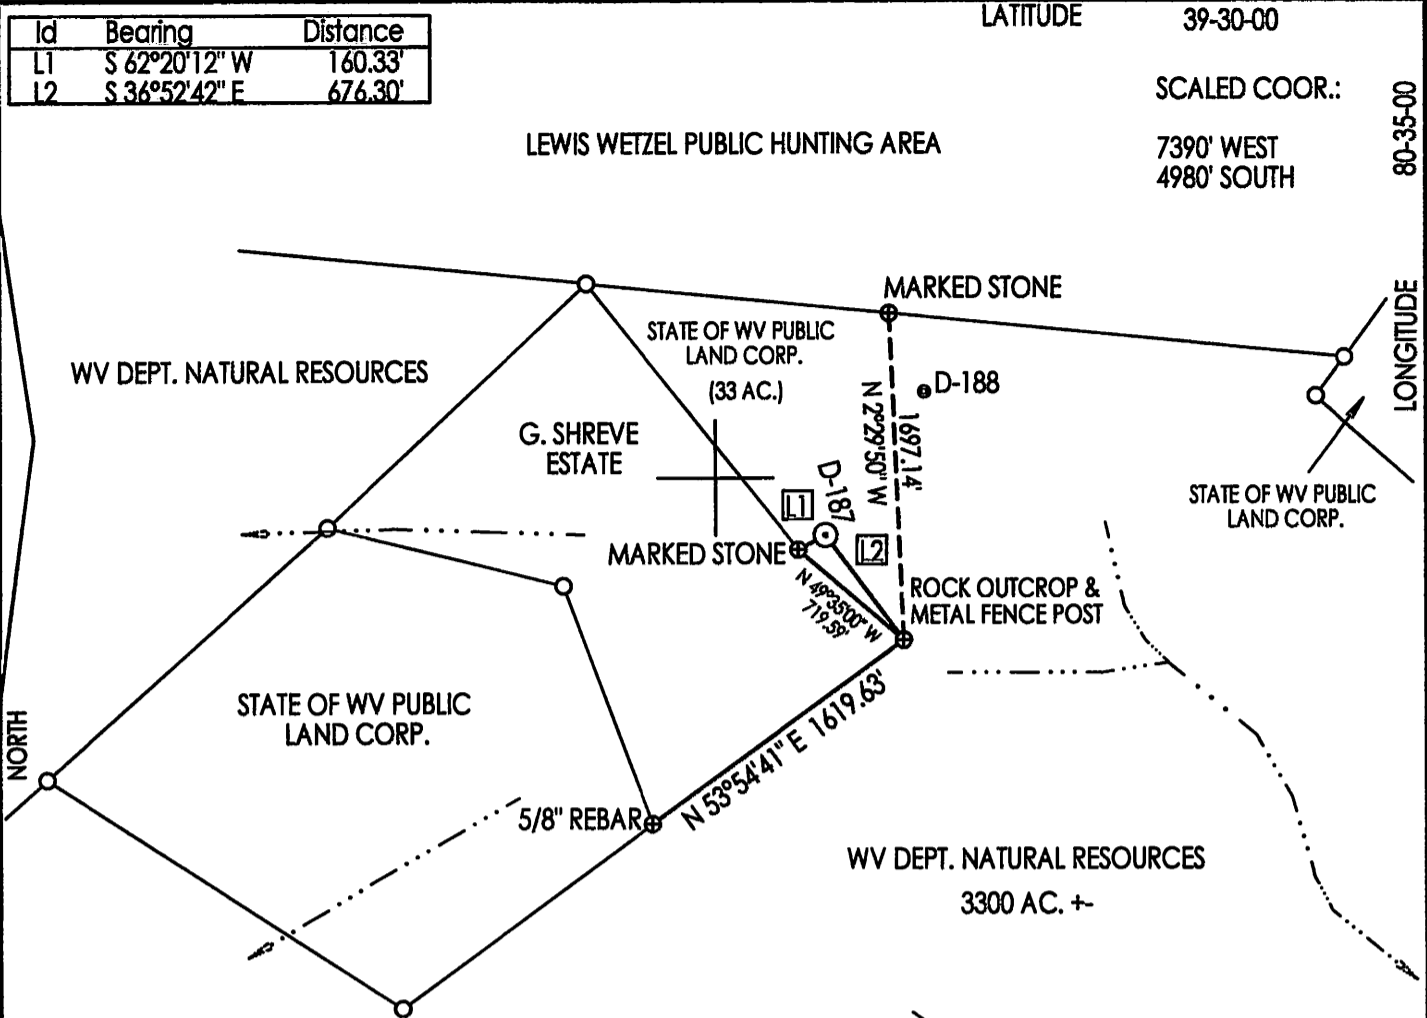 Id Bearing Distance
L1 S 62°20'12" W 160.33'
L2 S 36°52'42" E 676.30'
LATITUDE 39-30-00
SCALED COOR.:
7390' WEST
4980' SOUTH
80-35-00
LONGITUDE
LEWIS WETZEL PUBLIC HUNTING AREA
MARKED STONE
STATE OF WV PUBLIC
LAND CORP.
(33 AC.)
WV DEPT. NATURAL RESOURCES
D-188
N 2°29'50" W
1697.14'
G. SHREVE
ESTATE
D-187
L1
L2
STATE OF WV PUBLIC
LAND CORP.
MARKED STONE
N 49°35'00" W
719.59'
ROCK OUTCROP &
METAL FENCE POST
STATE OF WV PUBLIC
LAND CORP.
NORTH
N 53°54'41" E 1619.63'
5/8" REBAR
WV DEPT. NATURAL RESOURCES
3300 AC. +-